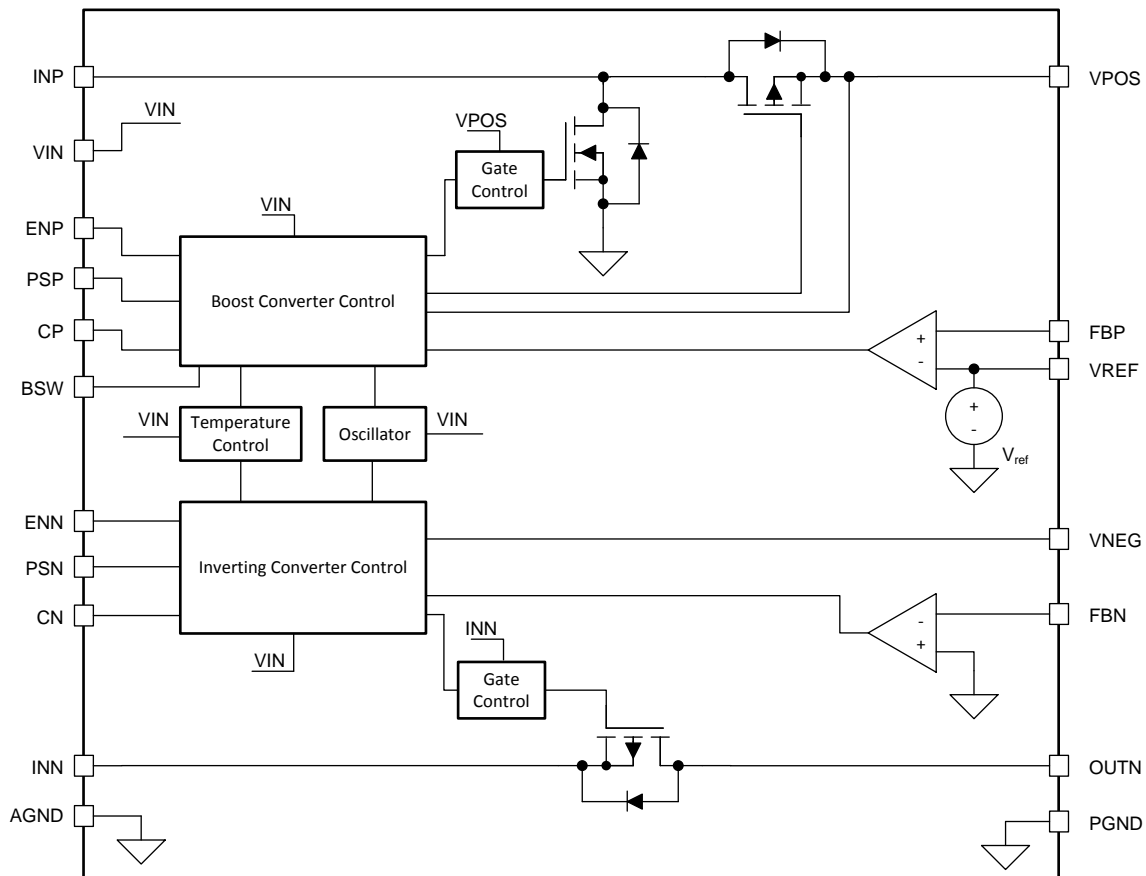 INP
VPOS
VIN
VIN
VPOS
Gate
Control
ENP
VIN
PSP
Boost Converter Control
CP
+
-
FBP
VREF
BSW
VIN
Temperature
Control
Oscillator
VIN
+
-
Vref
ENN
VNEG
PSN
Inverting Converter Control
CN
-
+
FBN
VIN
INN
Gate
Control
INN
OUTN
AGND
PGND